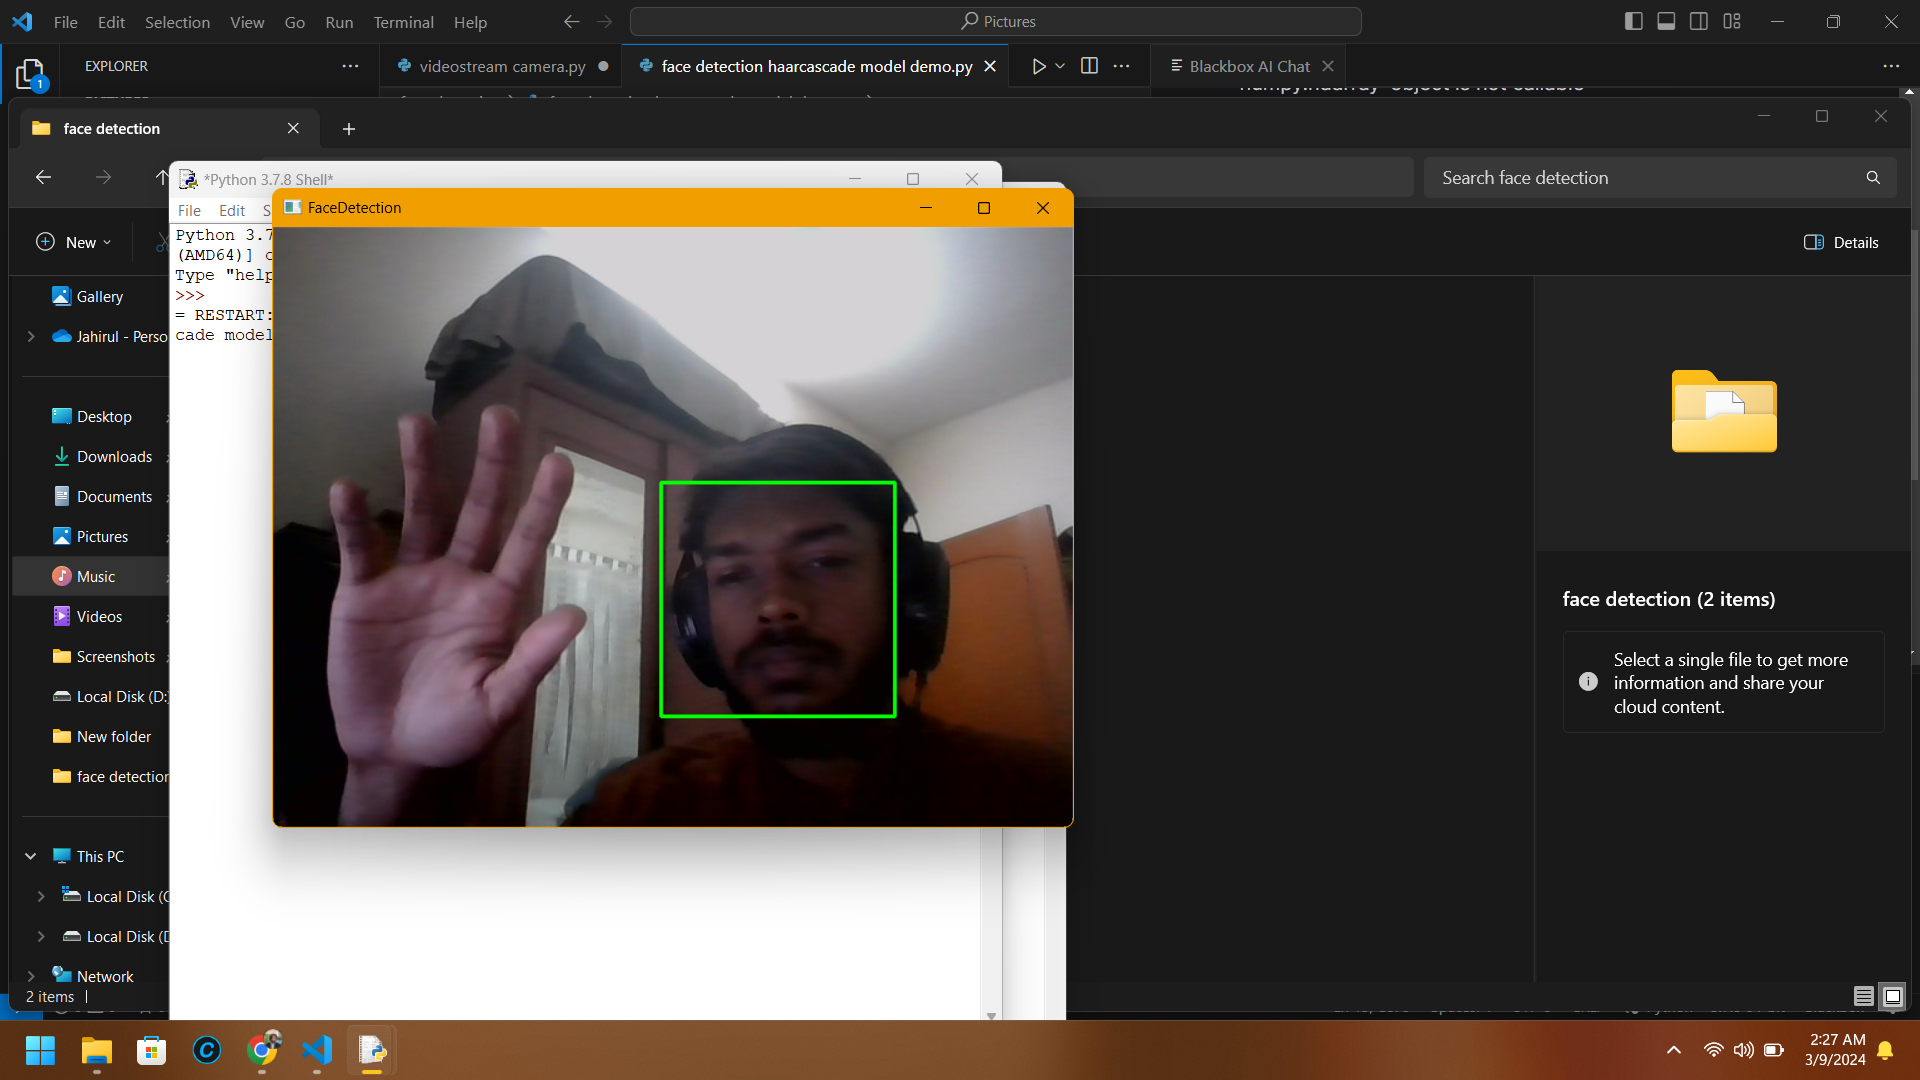 File Edit Selection View Go Run Terminal Help
Pictures
EXPLORER
videostream camera.py
face detection haarcascade model demo.py
Blackbox AI Chat
1
face detection
Search face detection
*Python 3.7.8 Shell*
File Edit S
FaceDetection
New
Details
Python 3.7
(AMD64)]
Type "help
>>>
= RESTART:
cade model
Gallery
Jahirul - Perso
Desktop
Downloads
Documents
Pictures
Music
Videos
Screenshots
Local Disk (D:)
New folder
face detection
This PC
Local Disk (C
Local Disk (D
Network
2 items
face detection (2 items)
Select a single file to get more
information and share your
cloud content.
2:27 AM
3/9/2024